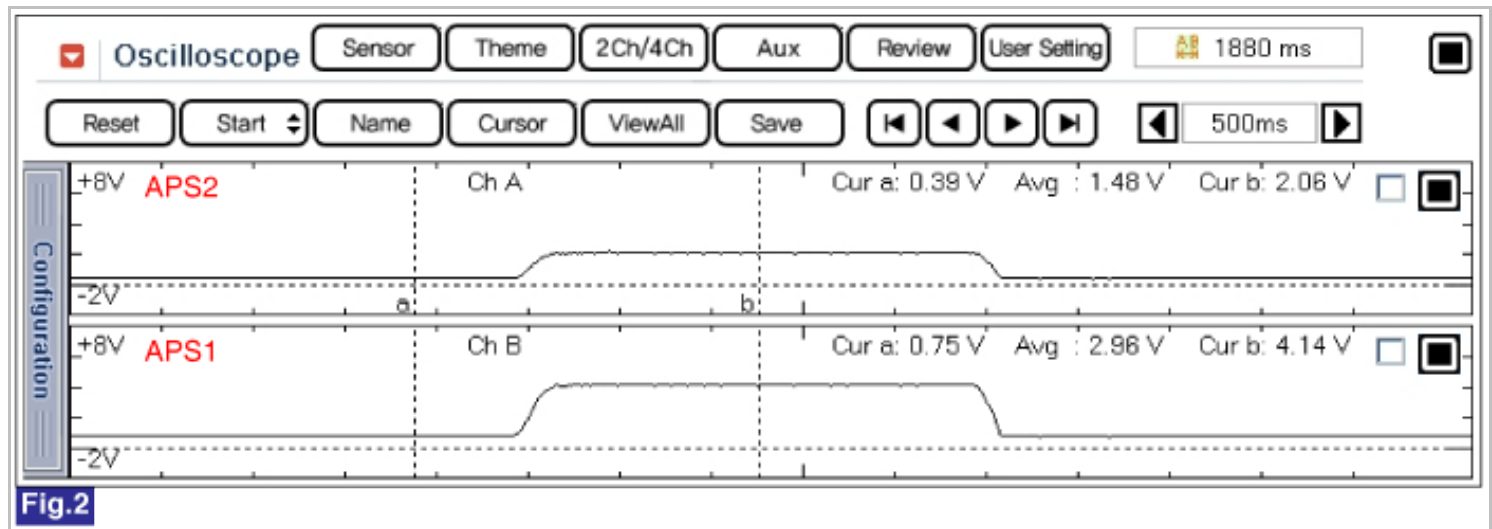 Oscilloscope Sensor Theme 2Ch/4Ch Aux Review User Setting 1880 ms
Reset Start Name Cursor ViewAll Save 500ms
Configuration
+8V APS2 Ch A Cur a: 0.39 V Avg : 1.48 V Cur b: 2.06 V
-2V a b
+8V APS1 Ch B Cur a: 0.75 V Avg : 2.96 V Cur b: 4.14 V
-2V
Fig.2